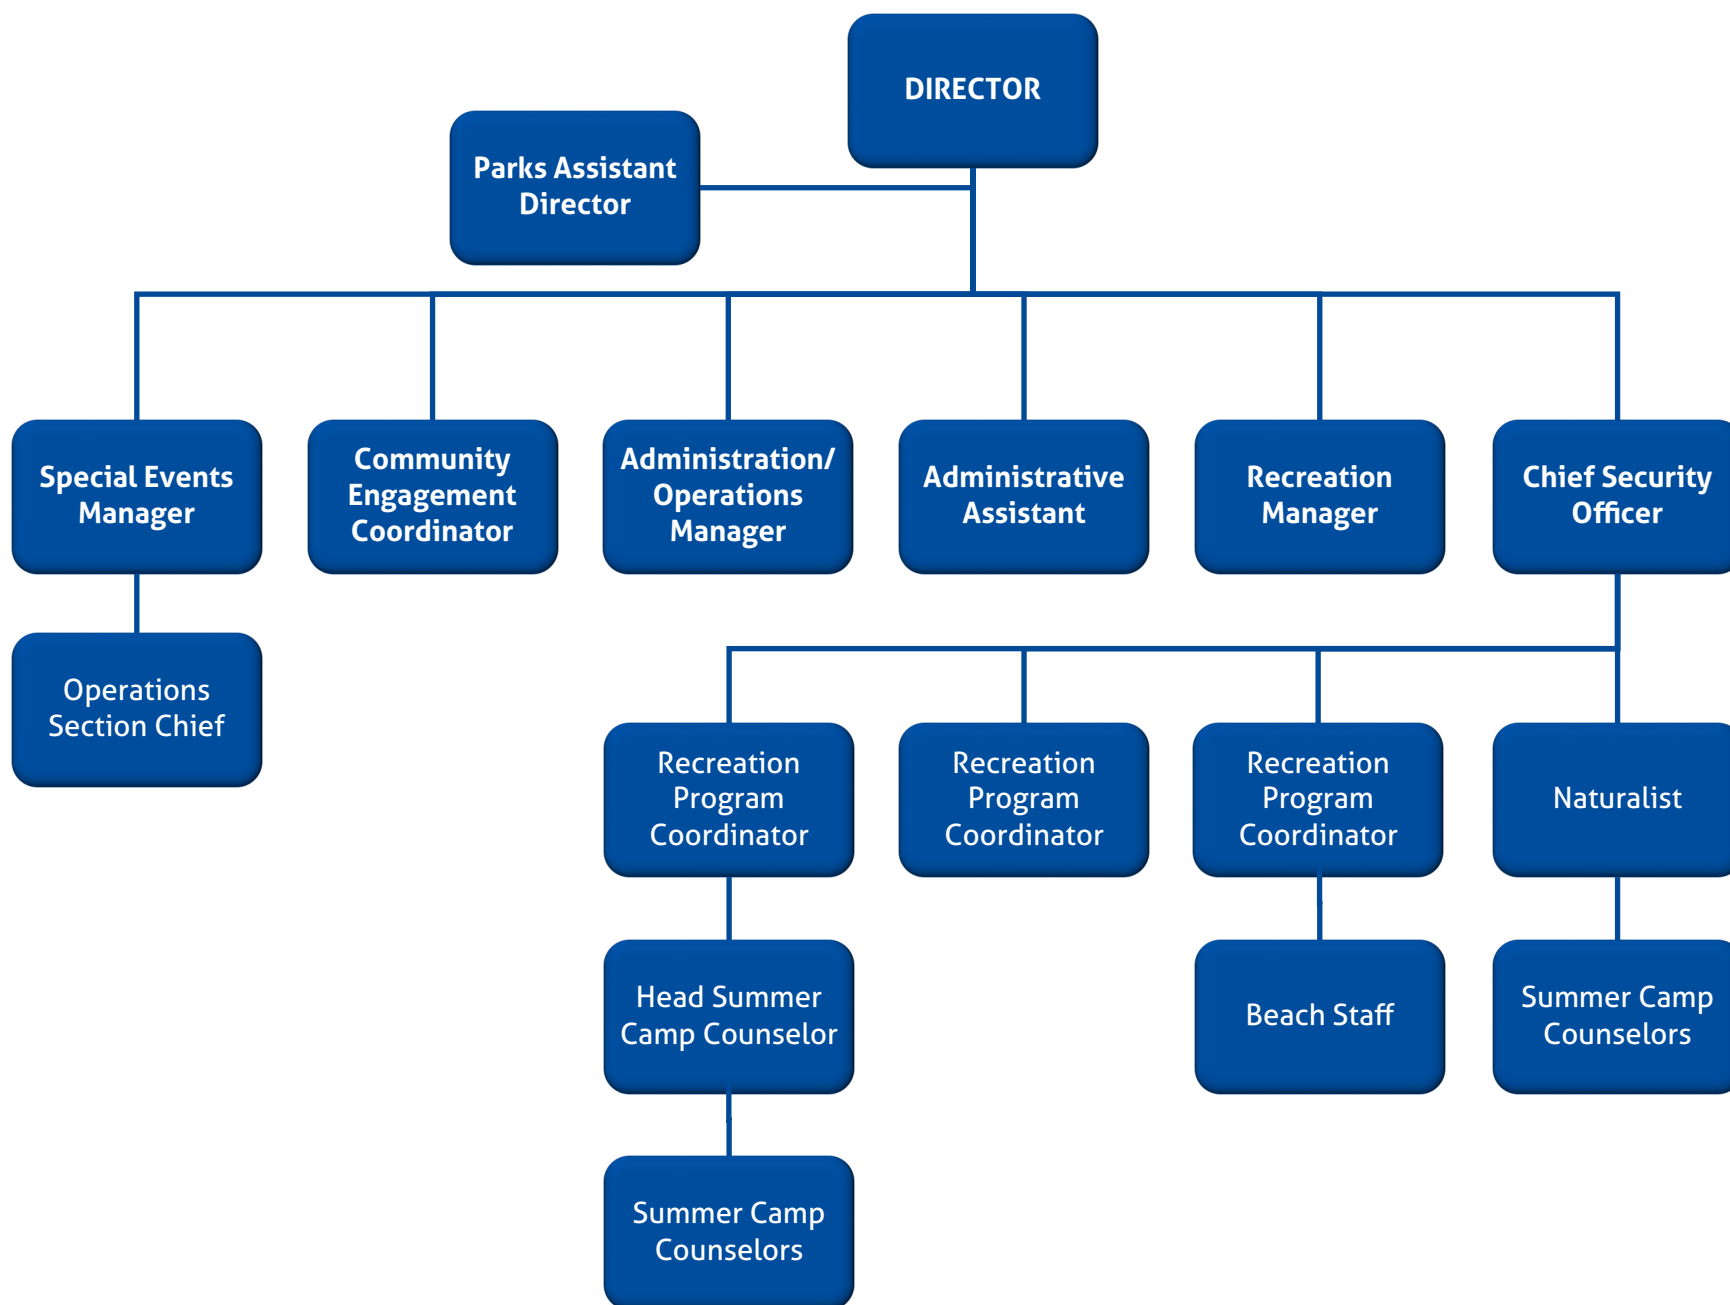 DIRECTOR
Parks Assistant
Director
Special Events
Manager
Community
Engagement
Coordinator
Administration/
Operations
Manager
Administrative
Assistant
Recreation
Manager
Chief Security
Officer
Operations
Section Chief
Recreation
Program
Coordinator
Recreation
Program
Coordinator
Recreation
Program
Coordinator
Naturalist
Head Summer
Camp Counselor
Beach Staff
Summer Camp
Counselors
Summer Camp
Counselors